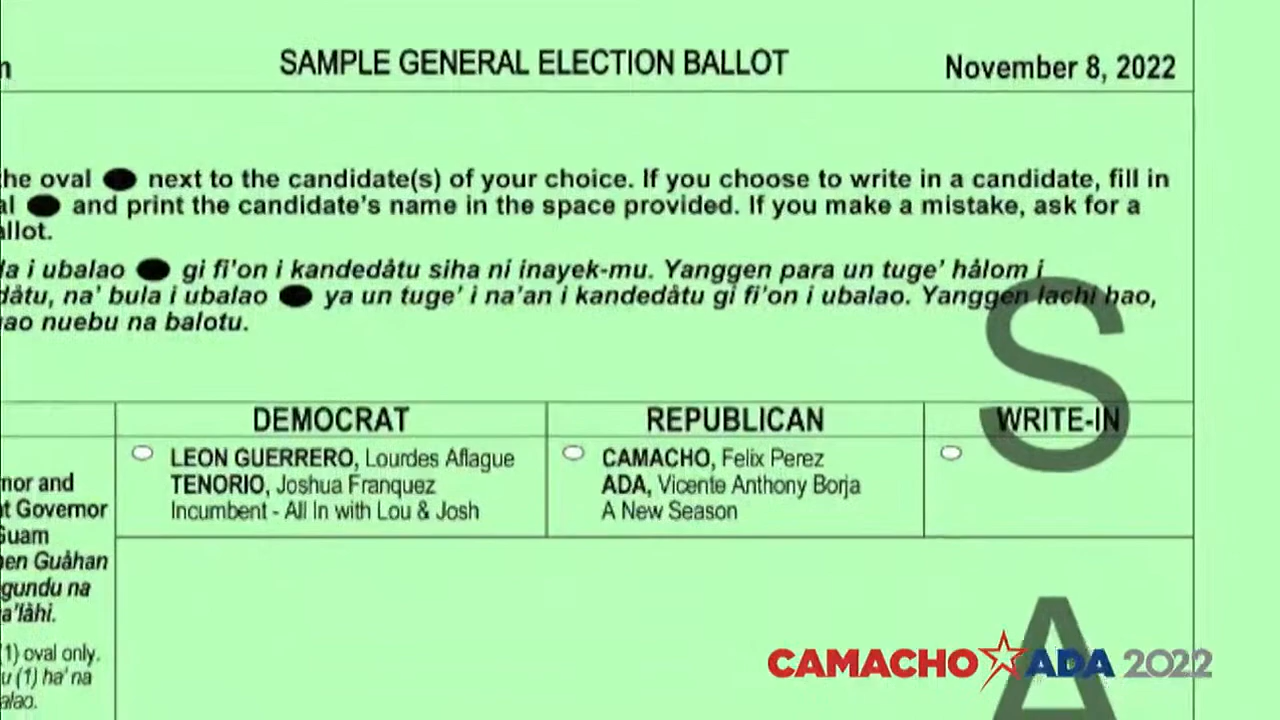 SAMPLE GENERAL ELECTION BALLOT
November 8, 2022
he oval next to the candidate(s) of your choice. If you choose to write in a candidate, fill in
al and print the candidate's name in the space provided. If you make a mistake, ask for a
allot.
da i ubalao gi fi'on i kandedåtu siha ni inayek-mu. Yanggen para un tuge' hålom i
dåtu, na' bula i ubalao ya un tuge' i na'an i kandedåtu gi fi'on i ubalao. Yanggen lachi hao,
ao nuebu na balotu.
DEMOCRAT
REPUBLICAN
WRITE-IN
LEON GUERRERO, Lourdes Aflague
TENORIO, Joshua Franquez
Incumbent - All In with Lou & Josh
CAMACHO, Felix Perez
ADA, Vicente Anthony Borja
A New Season
nor and
t Governor
Guam
en Guåhan
gundu na
a'låhi.
(1) oval only.
u (1) ha' na
alao.
S
A
CAMACHO ADA 2022